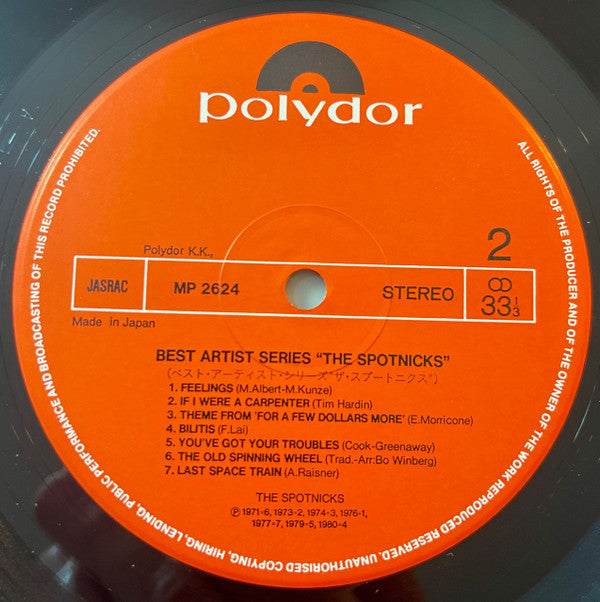 polydor
Polydor K.K.,
2
JASRAC
MP 2624
STEREO
33 1/3
Made in Japan
BEST ARTIST SERIES “THE SPOTNICKS”
(ベスト・アーティスト・シリーズ“ザ・スプートニクス”)
1. FEELINGS (M.Albert-M.Kunze)
2. IF I WERE A CARPENTER (Tim Hardin)
3. THEME FROM 'FOR A FEW DOLLARS MORE' (E.Morricone)
4. BILITIS (F.Lai)
5. YOU'VE GOT YOUR TROUBLES (Cook-Greenaway)
6. THE OLD SPINNING WHEEL (Trad.-Arr:Bo Winberg)
7. LAST SPACE TRAIN (A.Raisner)
THE SPOTNICKS
Ⓟ 1971-6, 1973-2, 1974-3, 1976-1,
1977-7, 1979-5, 1980-4
ALL RIGHTS OF THE PRODUCER AND OF THE OWNER OF THE WORK REPRODUCED RESERVED. UNAUTHORISED COPYING, HIRING, LENDING, PUBLIC PERFORMANCE AND BROADCASTING OF THIS RECORD PROHIBITED.